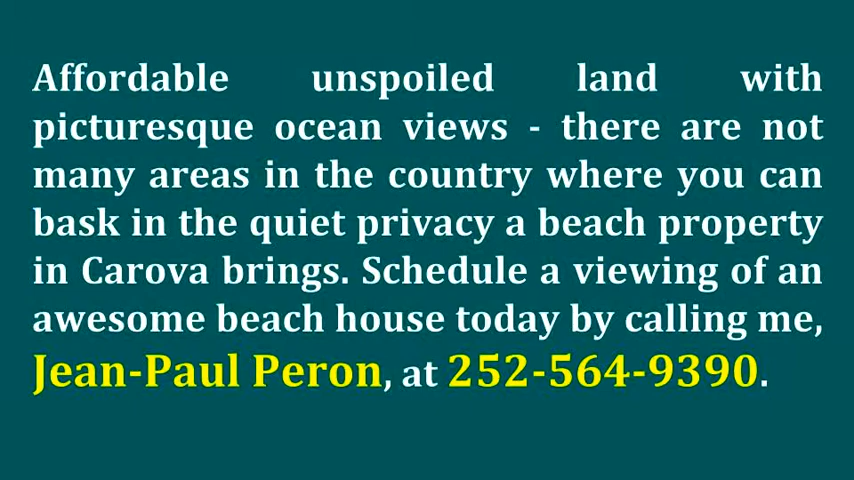 Affordable unspoiled land with
picturesque ocean views - there are not
many areas in the country where you can
bask in the quiet privacy a beach property
in Carova brings. Schedule a viewing of an
awesome beach house today by calling me,
Jean-Paul Peron, at 252-564-9390.